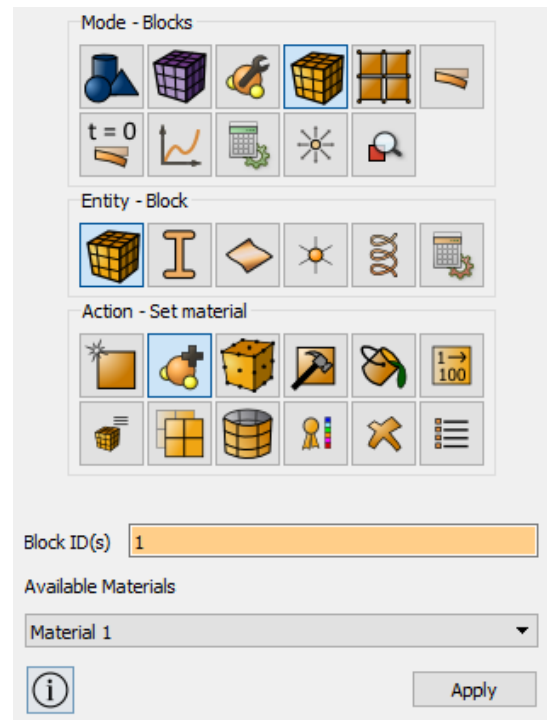 Mode - Blocks
t = 0
Entity - Block
Action - Set material
1→
100
Block ID(s) 1
Available Materials
Material 1
i Apply